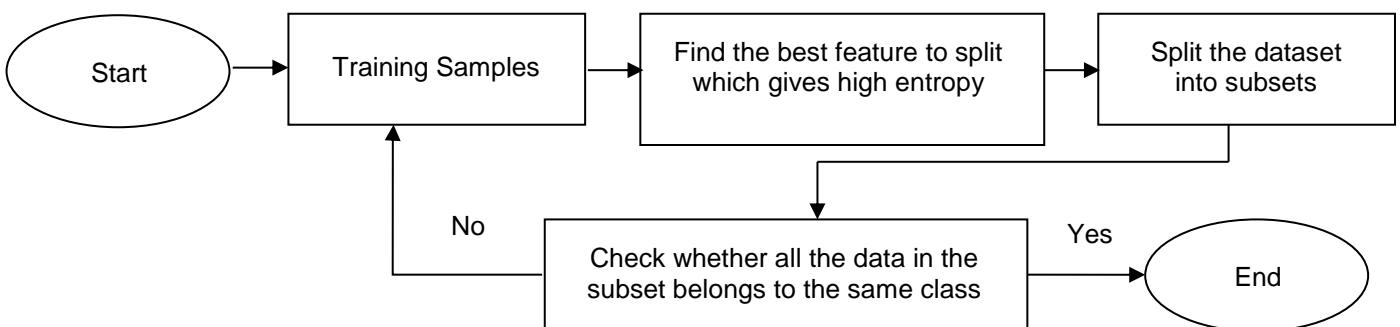 Start
Training Samples
Find the best feature to split
which gives high entropy
Split the dataset
into subsets
No
Check whether all the data in the
subset belongs to the same class
Yes
End